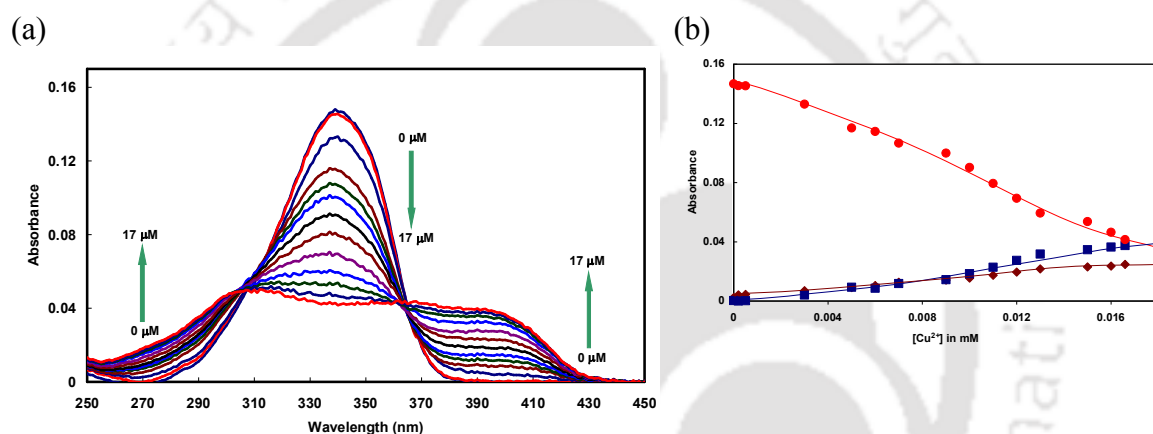 (a)
0.16
0.12
0.08
0.04
0
Absorbance
250 270 290 310 330 350 370 390 410 430 450
Wavelength (nm)
17 µM
0 µM
0 µM
17 µM
17 µM
0 µM
(b)
0.16
0.12
0.08
0.04
0
Absorbance
0 0.004 0.008 0.012 0.016
[Cu²⁺] in mM